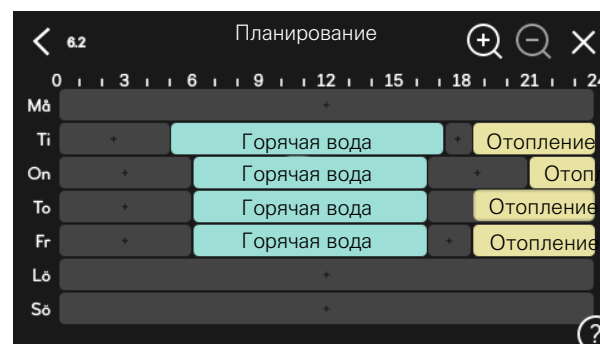 6.2 Планирование
0 3 6 9 12 15 18 21 24
Må
Ti Горячая вода Отопление
On Горячая вода Отопл
To Горячая вода Отопление
Fr Горячая вода Отопление
Lö
Sö
?